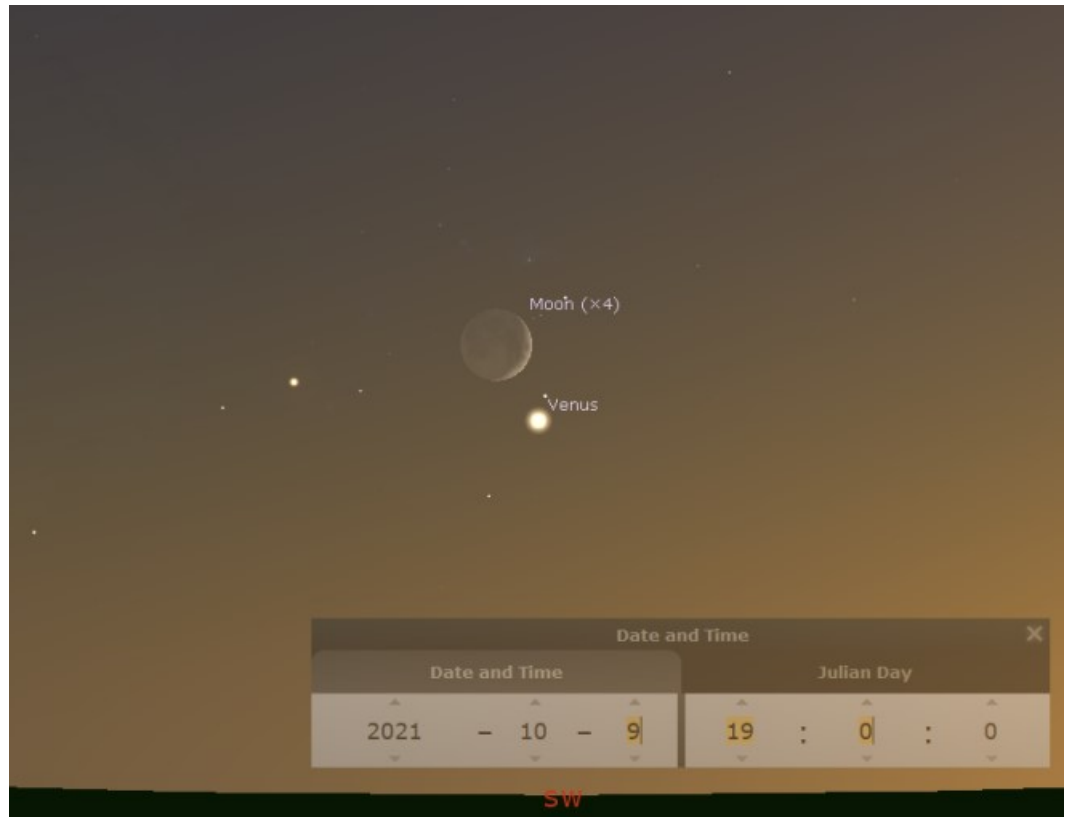 Moon (×4)
Venus
Date and Time
Date and Time
Julian Day
2021 - 10 - 9
19 : 0 : 0
SW